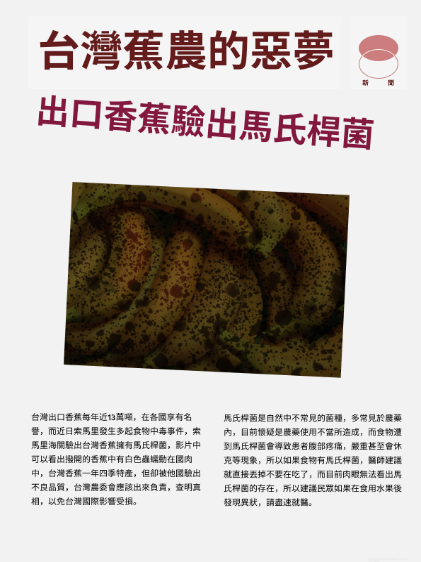 台灣蕉農的惡夢
新 聞
出口香蕉驗出馬氏桿菌
台灣出口香蕉每年近13萬噸，在各國享有名
譽，而近日索馬里發生多起食物中毒事件，索
馬里海關驗出台灣香蕉擁有馬氏桿菌，影片中
可以看出撥開的香蕉中有白色蟲蠕動在國肉
中，台灣香蕉一年四季特產，但卻被他國驗出
不良品質，台灣農委會應該出來負責，查明真
相，以免台灣國際影響受損。
馬氏桿菌是自然中不常見的菌種，多常見於農藥
內，目前懷疑是農藥使用不當所造成，而食物遭
到馬氏桿菌會導致患者腹部疼痛，嚴重甚至會休
克等現象，所以如果食物有馬氏桿菌，醫師建議
就直接丟掉不要在吃了，而目前肉眼無法看出馬
氏桿菌的存在，所以建議民眾如果在食用水果後
發現異狀，請盡速就醫。